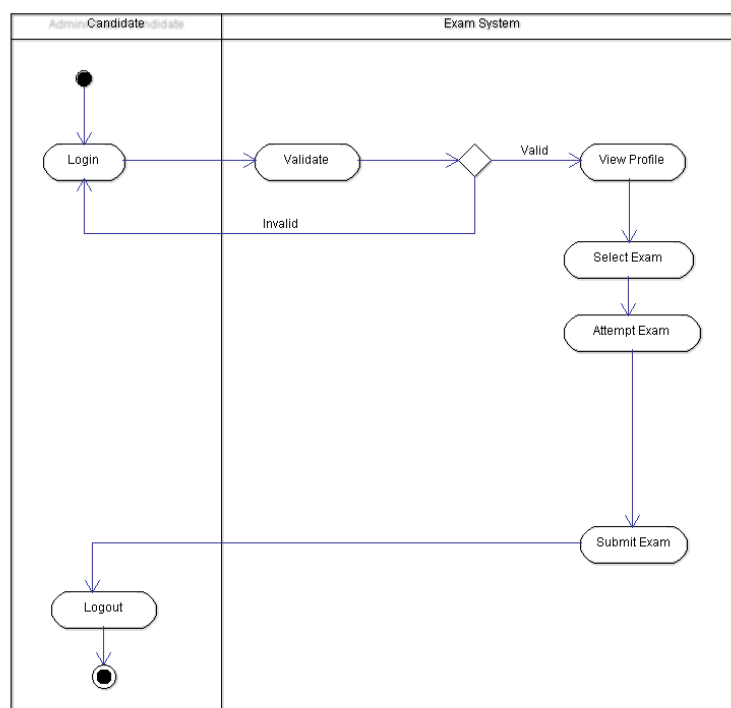 Candidate
Exam System
Login
Validate
Valid
View Profile
Invalid
Select Exam
Attempt Exam
Submit Exam
Logout